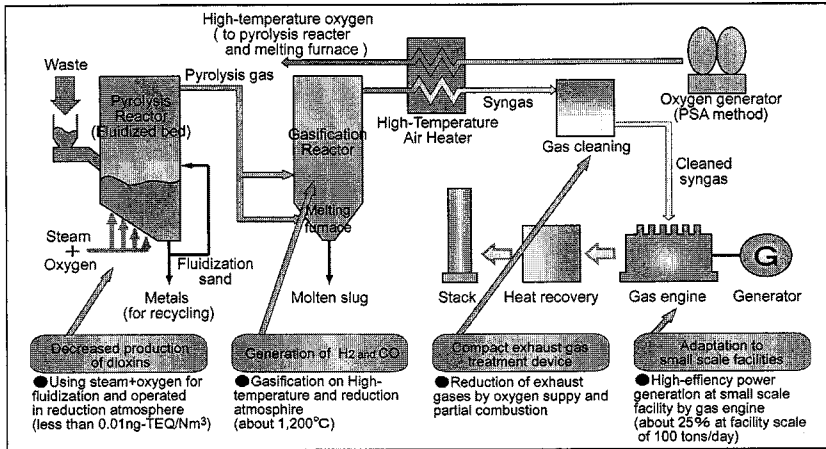 High-temperature oxygen
( to pyrolysis reacter
and melting furnace )
Waste
Pyrolysis gas
Pyrolysis
Reactor
(Fluidized bed)
Gasification
Reactor
High-Temperature
Air Heater
Syngas
Gas cleaning
Oxygen generator
(PSA method)
Cleaned
syngas
Melting
furnace
Steam
+
Oxygen
Fluidization
sand
Metals
(for recycling)
Molten slug
Stack
Heat recovery
Gas engine
G
Generator
Decreased production
of dioxins
●Using steam+oxygen for
fluidization and operated
in reduction atmosphere
(less than 0.01ng-TEQ/Nm³)
Generation of H2 and CO
●Gasification on High-
temperature and reduction
atmosphire
(about 1,200°C)
Compact exhaust gas
treatment device
●Reduction of exhaust
gases by oxygen suppy and
partial combustion
Adaptation to
small scale facilities
●High-effiency power
generation at small scale
facility by gas engine
(about 25% at facility scale
of 100 tons/day)